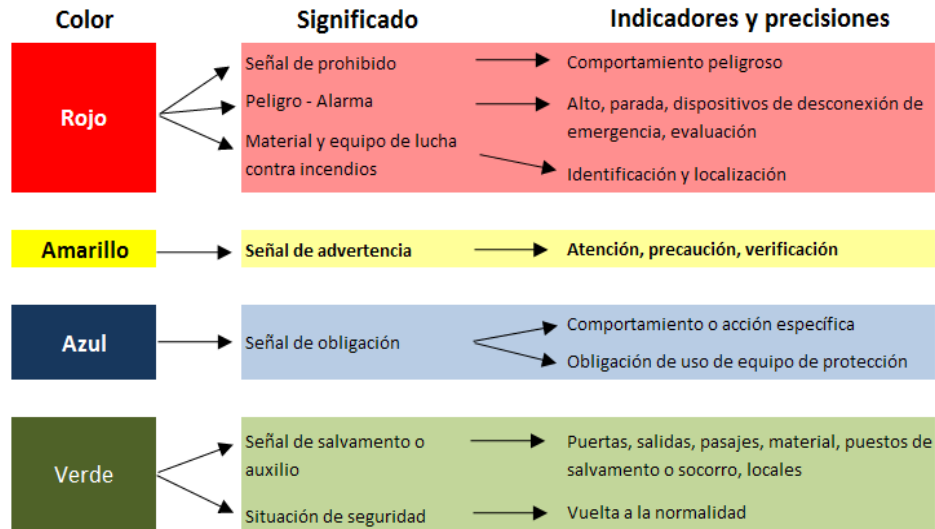 Color Significado Indicadores y precisiones
Rojo
Señal de prohibido
Comportamiento peligroso
Peligro - Alarma
Alto, parada, dispositivos de desconexión de
emergencia, evaluación
Material y equipo de lucha
contra incendios
Identificación y localización
Amarillo
Señal de advertencia
Atención, precaución, verificación
Azul
Señal de obligación
Comportamiento o acción específica
Obligación de uso de equipo de protección
Verde
Señal de salvamento o
auxilio
Puertas, salidas, pasajes, material, puestos de
salvamento o socorro, locales
Situación de seguridad
Vuelta a la normalidad